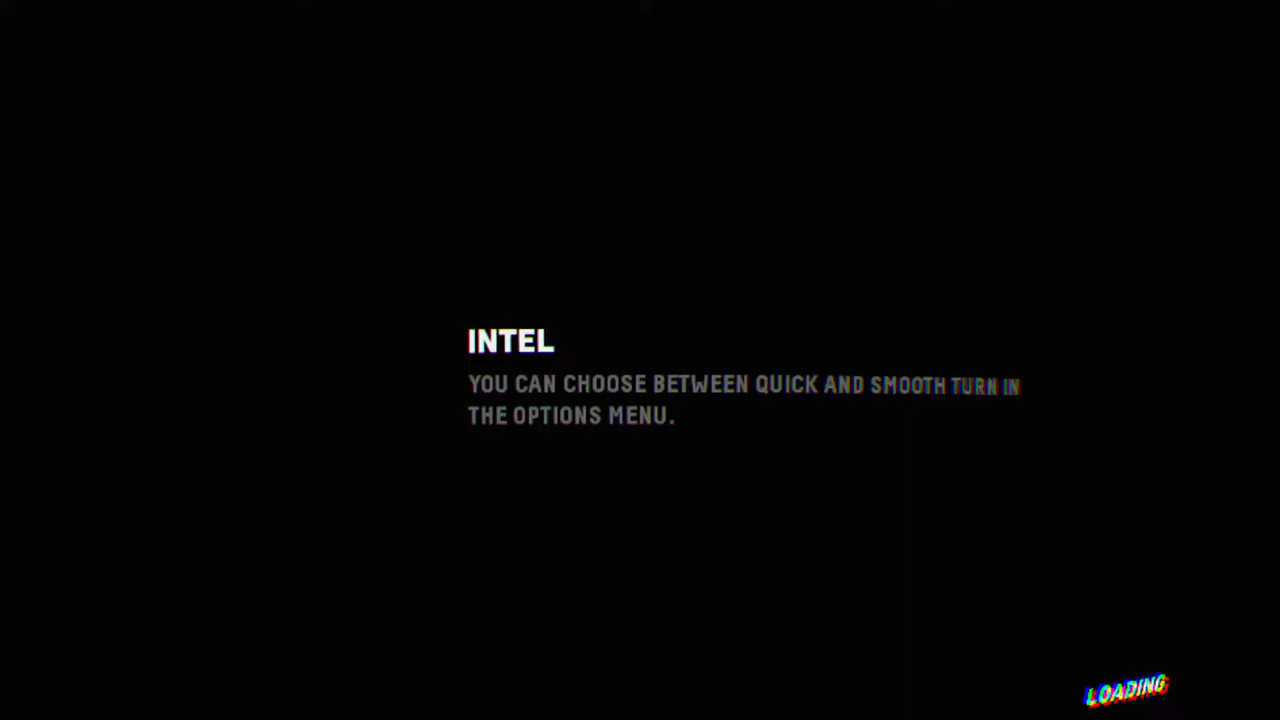 INTEL
YOU CAN CHOOSE BETWEEN QUICK AND SMOOTH TURN IN
THE OPTIONS MENU.
LOADING